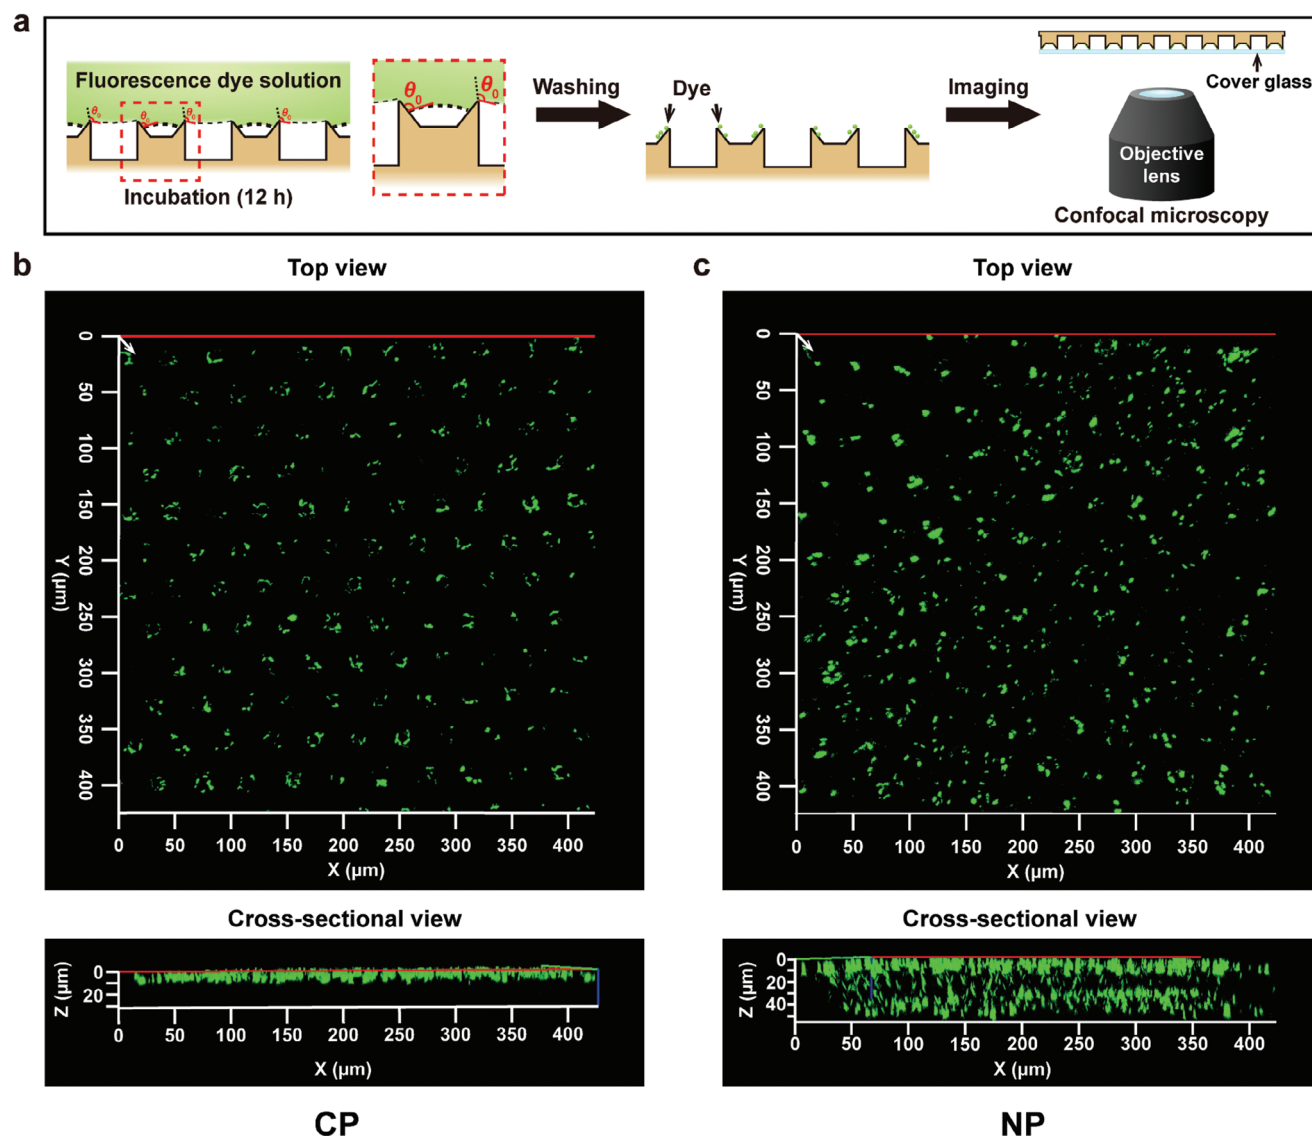 a
Fluorescence dye solution
θ0 θ0 θ0 θ0
θ0 θ0
Incubation (12 h)
Washing
Dye
Imaging
Cover glass
Objective
lens
Confocal microscopy
b
Top view
0
50
100
150
200
250
300
350
400
Y (µm)
0 50 100 150 200 250 300 350 400
X (µm)
Cross-sectional view
0
20
Z (µm)
0 50 100 150 200 250 300 350 400
X (µm)
CP
c
Top view
0
50
100
150
200
250
300
350
400
Y (µm)
0 50 100 150 200 250 300 350 400
X (µm)
Cross-sectional view
0
20
40
Z (µm)
0 50 100 150 200 250 300 350 400
X (µm)
NP